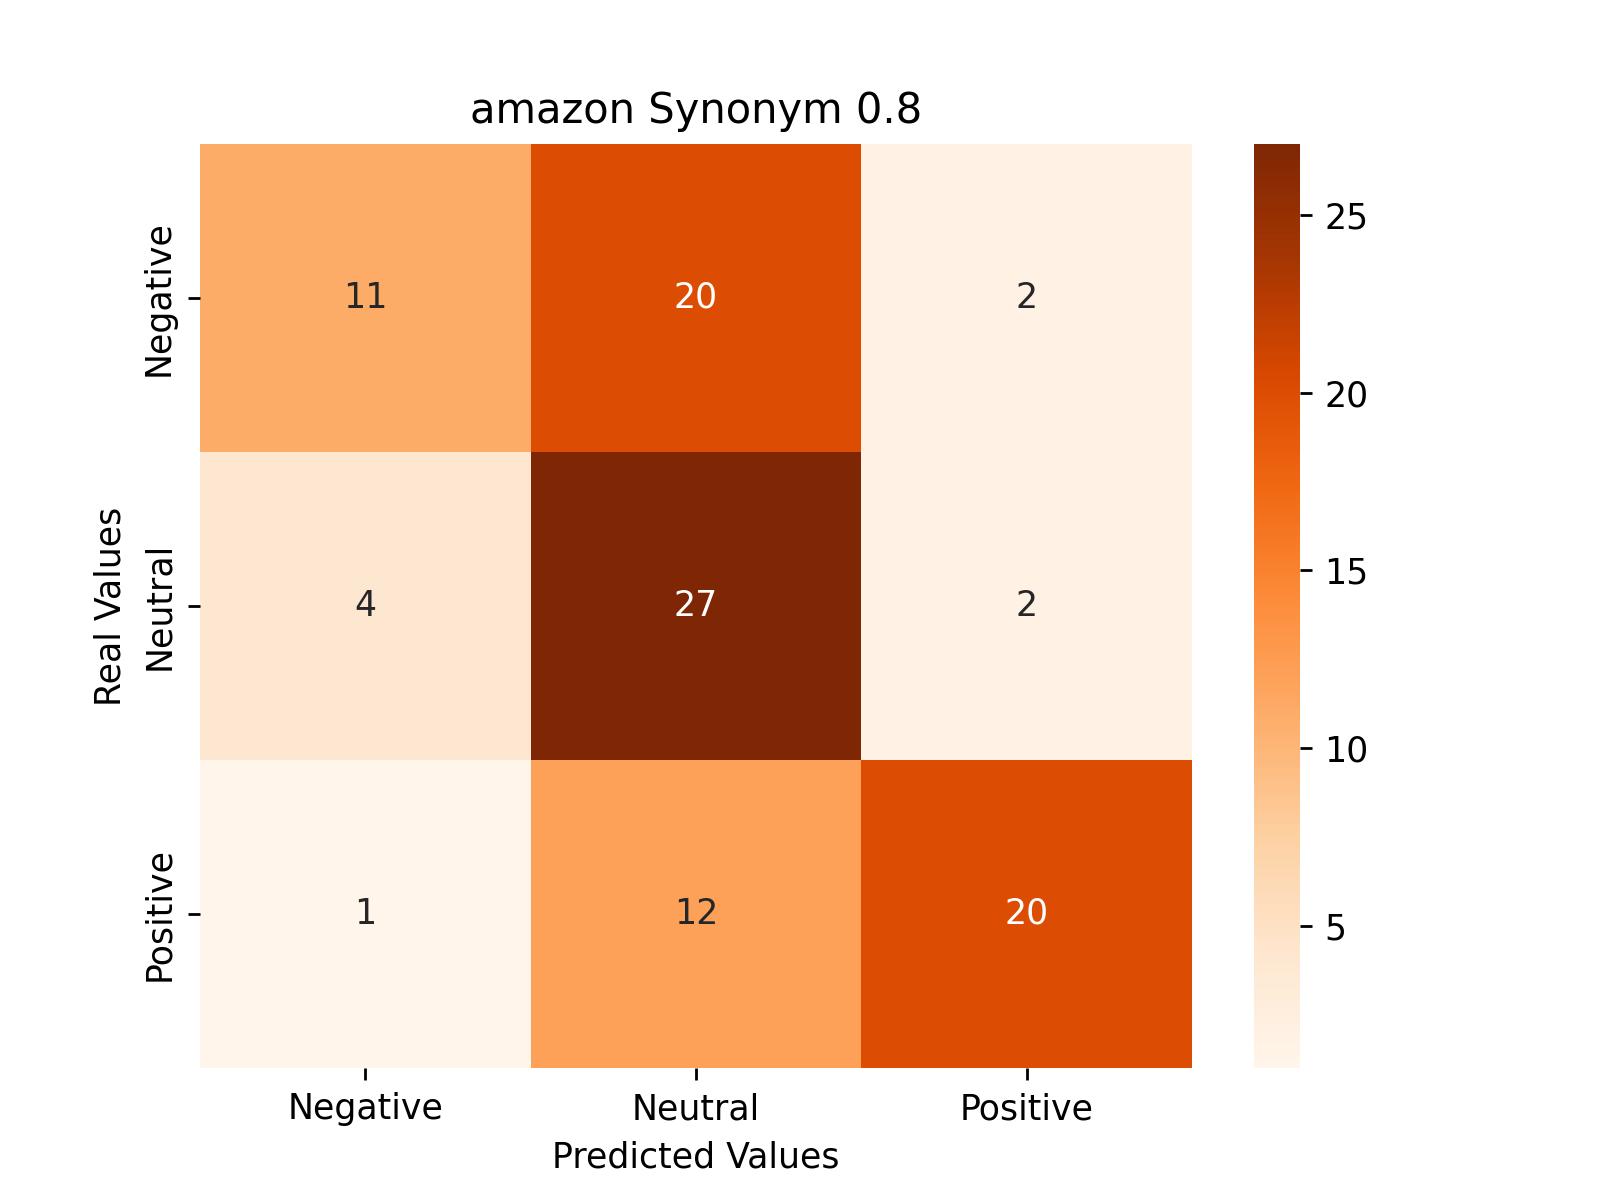 amazon Synonym 0.8
Real Values
Negative
11 20 2
Neutral
4 27 2
Positive
1 12 20
Negative Neutral Positive
Predicted Values
25
20
15
10
5